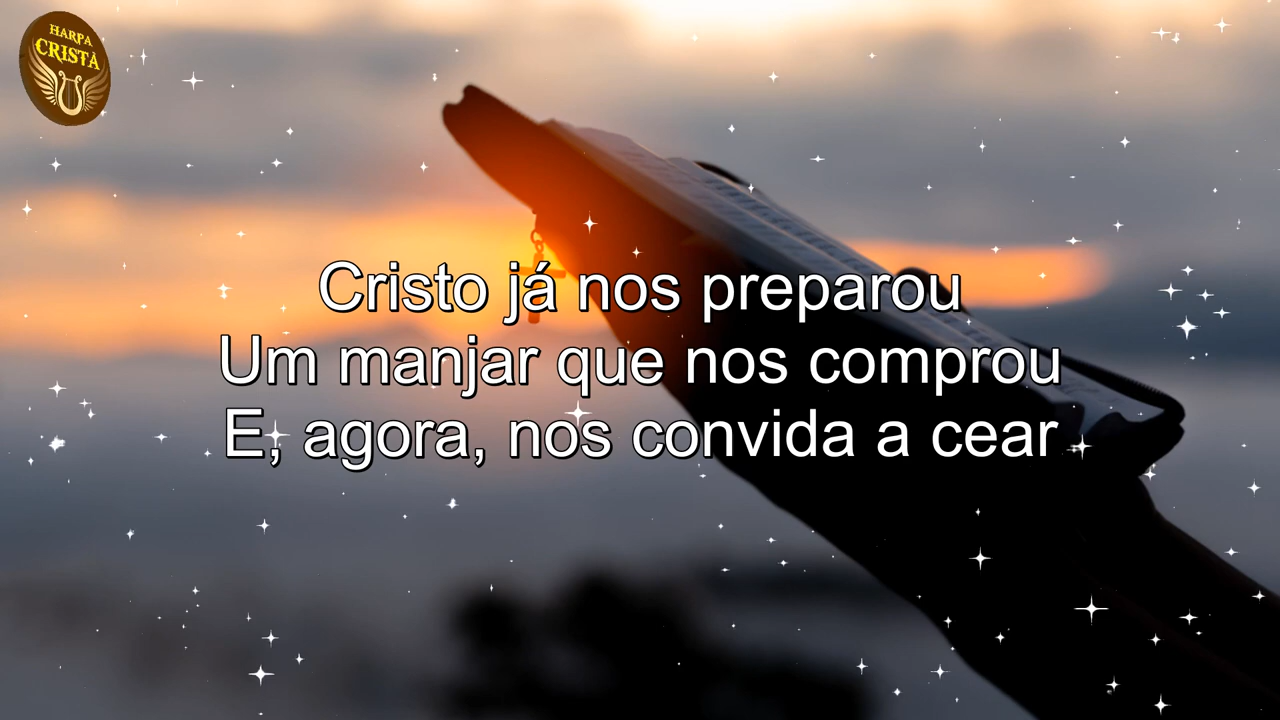 HARPA
CRISTÃ
Cristo já nos preparou
Um manjar que nos comprou
E, agora, nos convida a cear